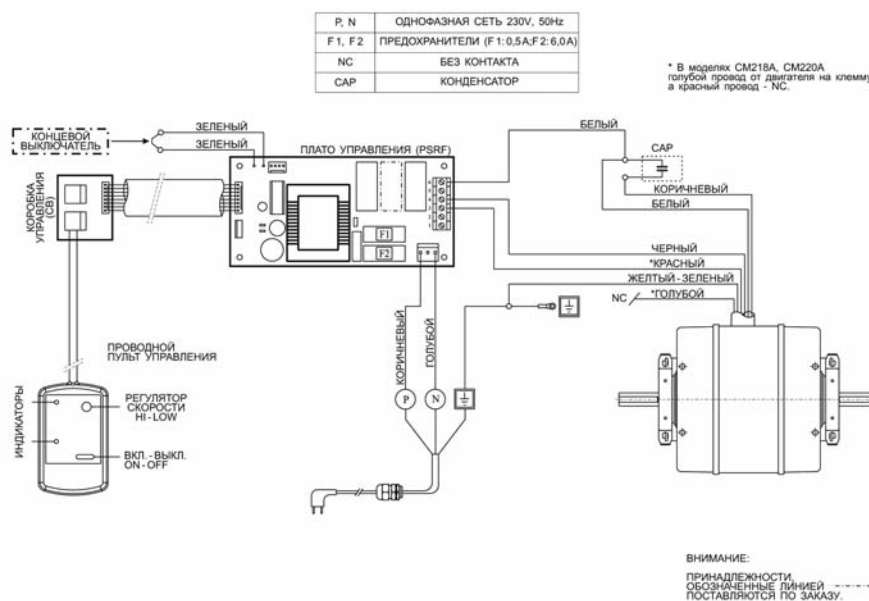 P, N ОДНОФАЗНАЯ СЕТЬ 230V, 50Hz
F1, F2 ПРЕДОХРАНИТЕЛИ (F1: 0,5A; F2: 6,0A)
NC БЕЗ КОНТАКТА
CAP КОНДЕНСАТОР
* В моделях CM218A, CM220A
голубой провод от двигателя на клемму
а красный провод - NC.
КОНЦЕВОЙ
ВЫКЛЮЧАТЕЛЬ
ЗЕЛЕНЫЙ
ЗЕЛЕНЫЙ
ПЛАТО УПРАВЛЕНИЯ (PSRF)
БЕЛЫЙ
CAP
КОРИЧНЕВЫЙ
БЕЛЫЙ
КОРОБКА
УПРАВЛЕНИЯ
(CB)
F1
F2
ЧЕРНЫЙ
*КРАСНЫЙ
ЖЕЛТЫЙ-ЗЕЛЕНЫЙ
NC
*ГОЛУБОЙ
КОРИЧНЕВЫЙ
ГОЛУБОЙ
P
N
ПРОВОДНОЙ
ПУЛЬТ УПРАВЛЕНИЯ
ИНДИКАТОРЫ
РЕГУЛЯТОР
СКОРОСТИ
HI-LOW
ВКЛ.-ВЫКЛ.
ON-OFF
ВНИМАНИЕ:
ПРИНАДЛЕЖНОСТИ,
ОБОЗНАЧЕННЫЕ ЛИНИЕЙ
ПОСТАВЛЯЮТСЯ ПО ЗАКАЗУ.